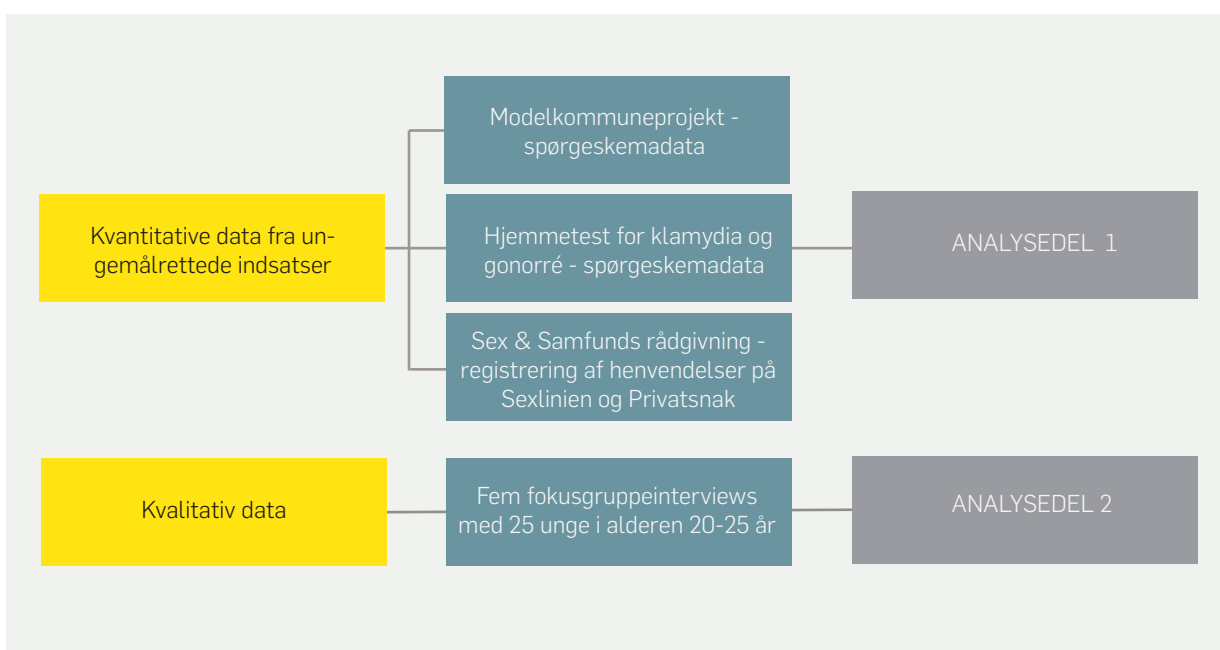 Modelkommuneprojekt -
spørgeskemadata
Kvantitative data fra un-
gemålrettede indsatser
Hjemmetest for klamydia og
gonorré - spørgeskemadata
ANALYSEDEL 1
Sex & Samfunds rådgivning -
registrering af henvendelser på
Sexlinien og Privatsnak
Kvalitativ data
Fem fokusgruppeinterviews
med 25 unge i alderen 20-25 år
ANALYSEDEL 2